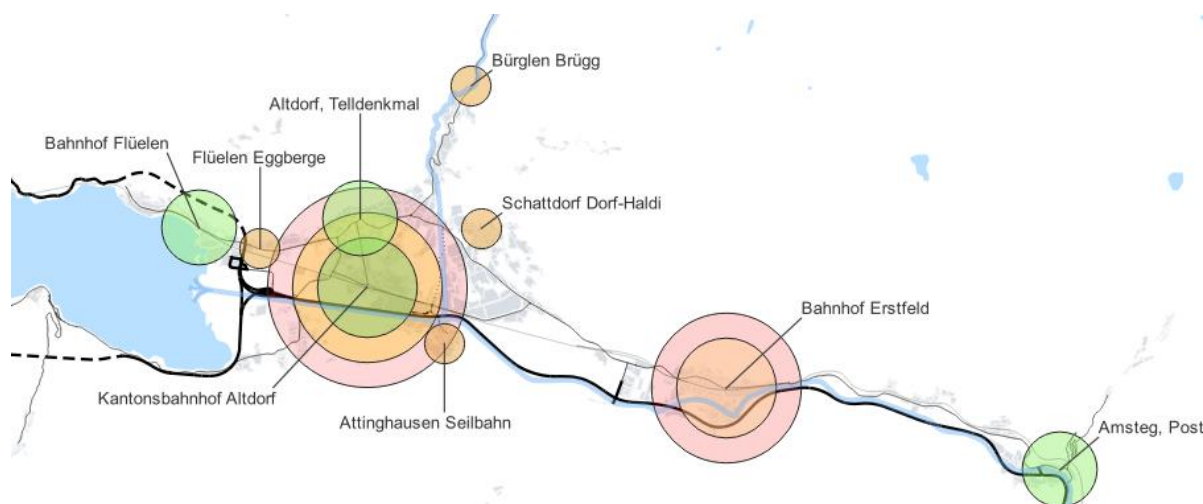 Bürglen Brügg
Altdorf, Telldenkmal
Bahnhof Flüelen
Flüelen Eggberge
Schattdorf Dorf-Haldi
Bahnhof Erstfeld
Kantonsbahnhof Altdorf
Attinghausen Seilbahn
Amsteg, Post